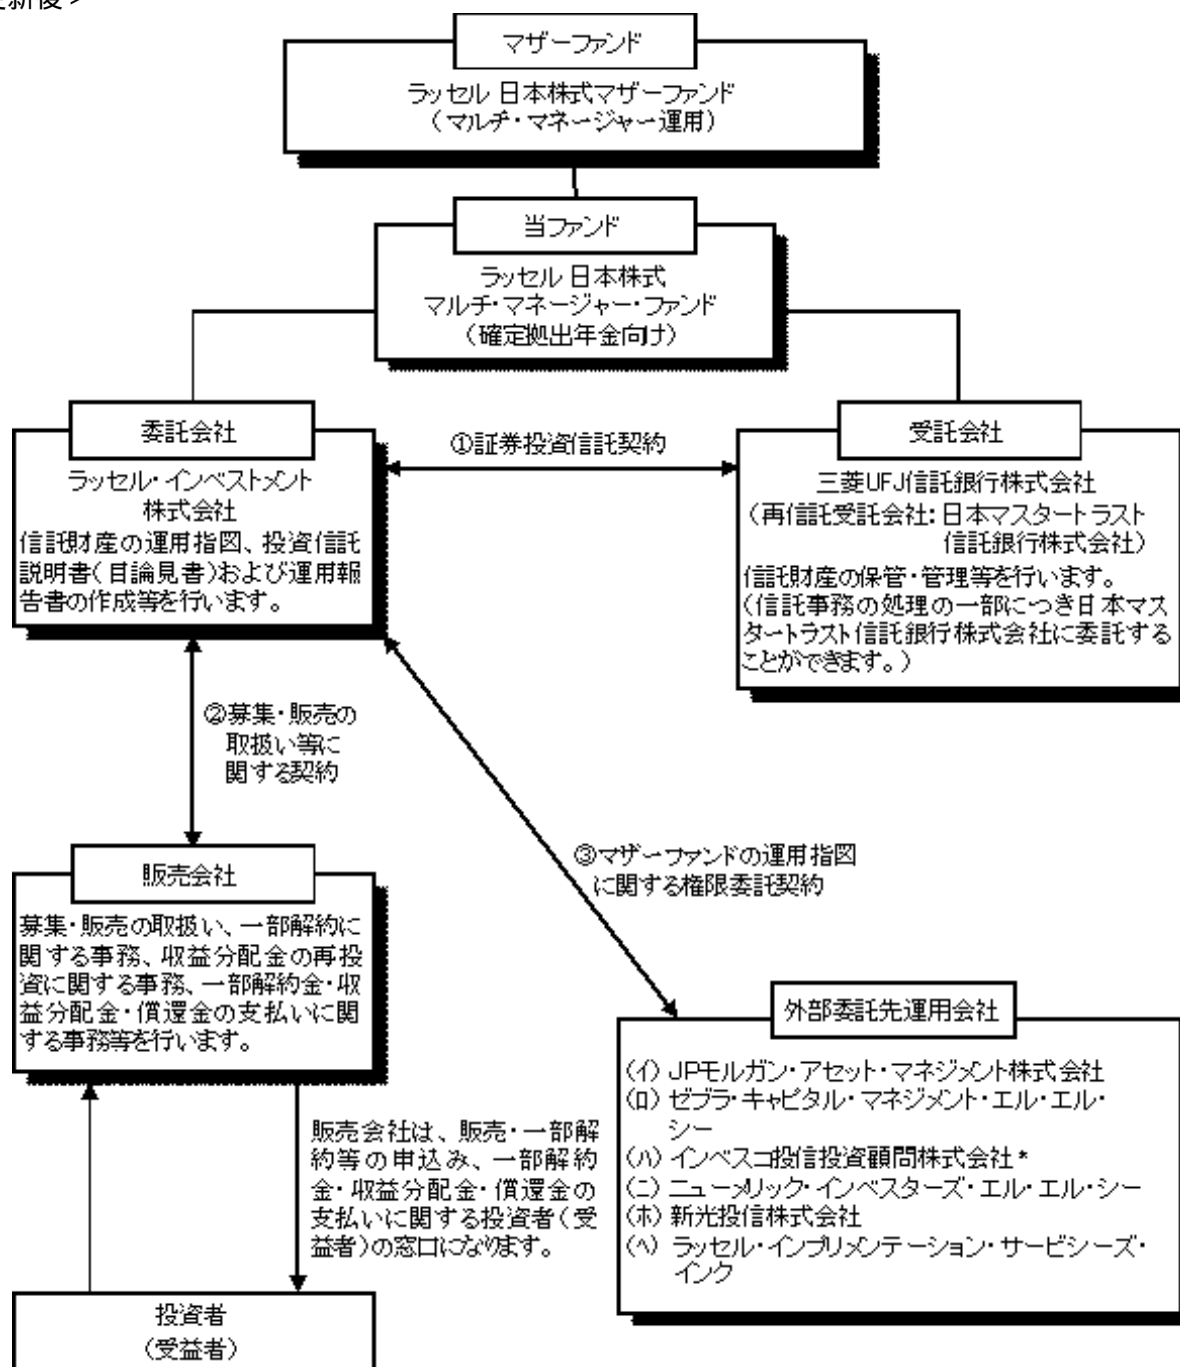 更新後＞
マザーファンド
ラッセル 日本株式マザーファンド
（マルチ・マネージャー運用）
当ファンド
ラッセル 日本株式
マルチ・マネージャー・ファンド
（確定拠出年金向け）
委託会社
ラッセル・インベストメント
株式会社
信託財産の運用指図、投資信託
説明書（目論見書）および運用報
告書の作成等を行います。
①証券投資信託契約
受託会社
三菱UFJ信託銀行株式会社
（再信託受託会社：日本マスタートラスト
信託銀行株式会社）
信託財産の保管・管理等を行います。
（信託事務の処理の一部につき日本マス
タートラスト信託銀行株式会社に委託する
ことができます。）
②募集・販売の
取扱い等に
関する契約
③マザーファンドの運用指図
に関する権限委託契約
販売会社
募集・販売の取扱い、一部解約に
関する事務、収益分配金の再投
資に関する事務、一部解約金・収
益分配金・償還金の支払いに関
する事務等を行います。
外部委託先運用会社
（イ） JPモルガン・アセット・マネジメント株式会社
（ロ） ゼブラ・キャピタル・マネジメント・エル・エル・
シー
（ハ） インベスコ投信投資顧問株式会社＊
（ニ） ニューメリック・インベスターズ・エル・エル・シー
（ホ） 新光投信株式会社
（ヘ） ラッセル・インプリメンテーション・サービシーズ・
インク
販売会社は、販売・一部解
約等の申込み、一部解約
金・収益分配金・償還金の
支払いに関する投資者（受
益者）の窓口になります。
投資者
（受益者）